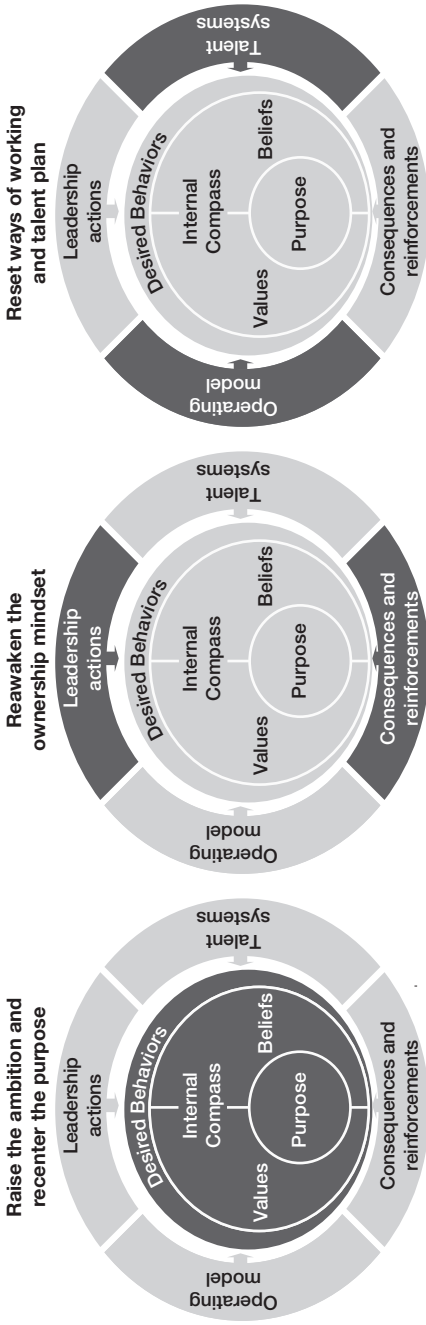 Raise the ambition and
recenter the purpose
Leadership
actions
Operating
model
Talent
systems
Desired Behaviors
Internal
Compass
Values
Beliefs
Purpose
Consequences and
reinforcements
Reawaken the
ownership mindset
Leadership
actions
Operating
model
Talent
systems
Desired Behaviors
Internal
Compass
Values
Beliefs
Purpose
Consequences and
reinforcements
Reset ways of working
and talent plan
Leadership
actions
Operating
model
Talent
systems
Desired Behaviors
Internal
Compass
Values
Beliefs
Purpose
Consequences and
reinforcements